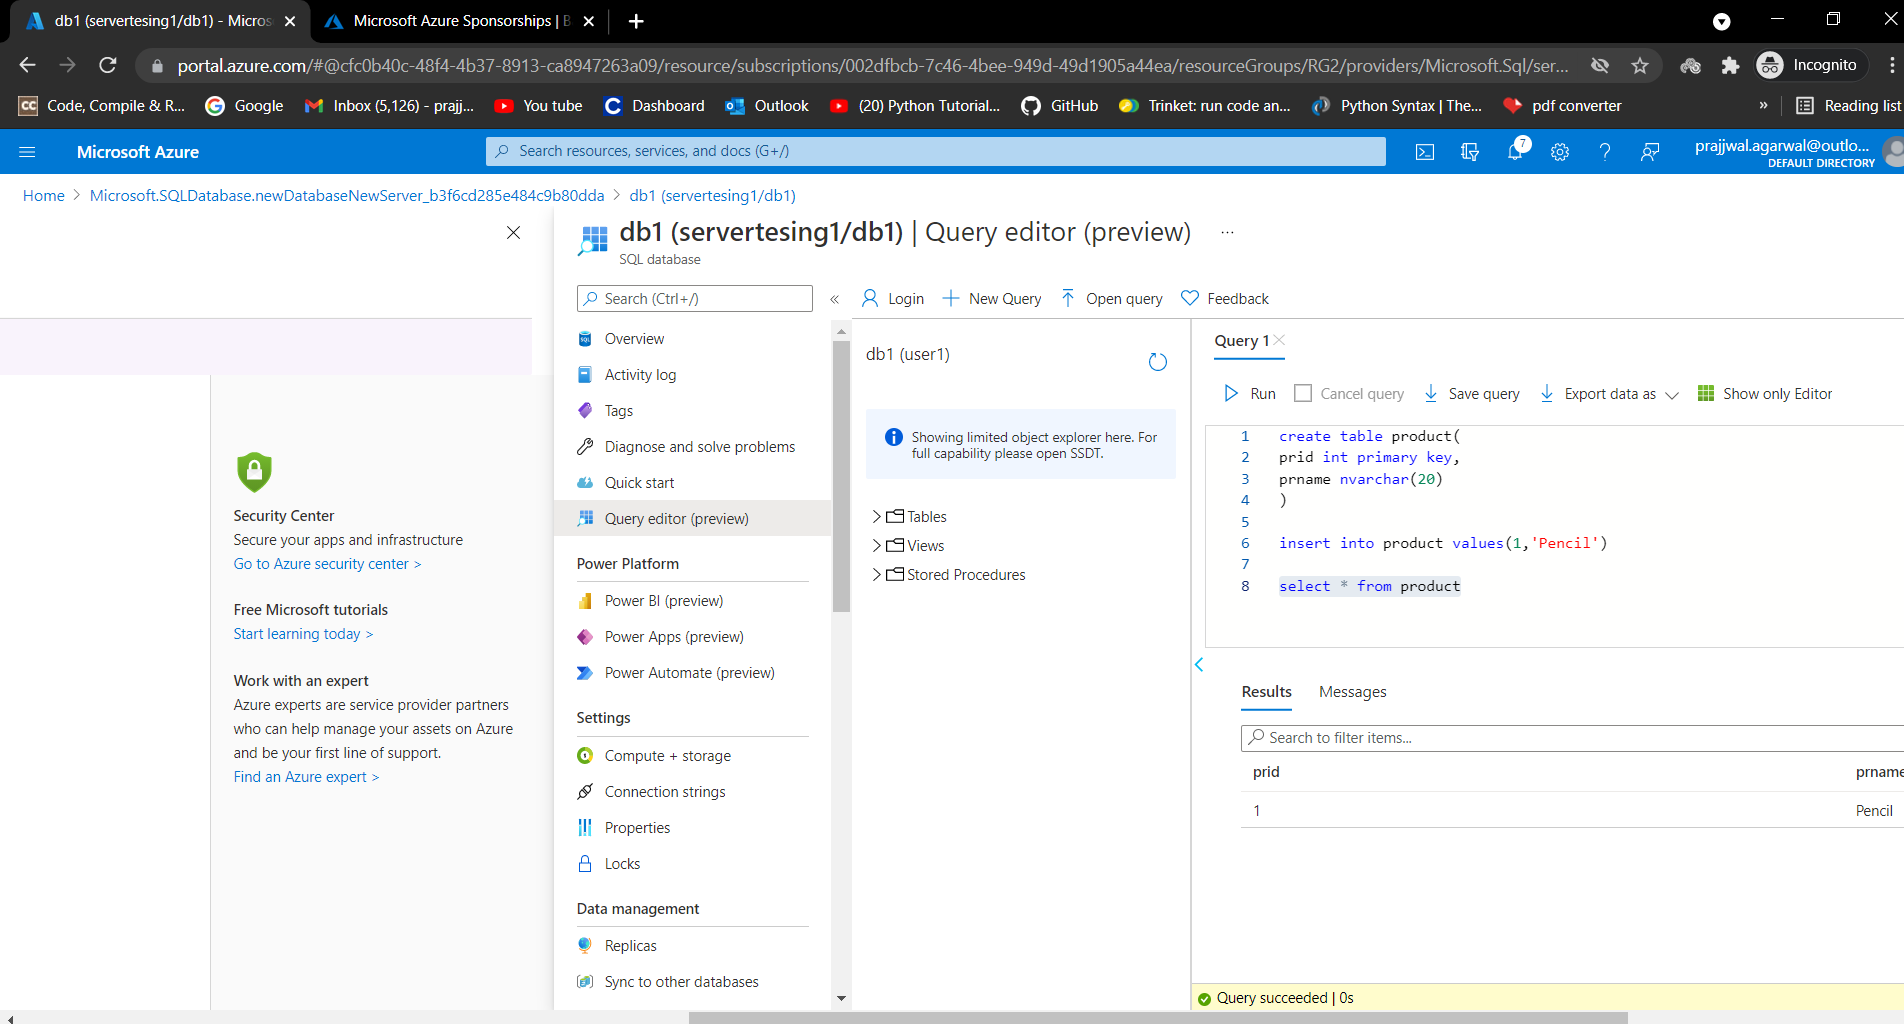 db1 (servertesing1/db1) - Micros
Microsoft Azure Sponsorships | B
portal.azure.com/#@cfc0b40c-48f4-4b37-8913-ca8947263a09/resource/subscriptions/002dfbcb-7c46-4bee-949d-49d1905a44ea/resourceGroups/RG2/providers/Microsoft.Sql/ser...
Incognito
CC Code, Compile & R...
Google
Inbox (5,126) - prajj...
You tube
Dashboard
Outlook
(20) Python Tutorial...
GitHub
Trinket: run code an...
Python Syntax | The...
pdf converter
»
Reading list
Microsoft Azure
Search resources, services, and docs (G+/)
7
prajjwal.agarwal@outlo...
DEFAULT DIRECTORY
Home > Microsoft.SQLDatabase.newDatabaseNewServer_b3f6cd285e484c9b80dda > db1 (servertesing1/db1)
db1 (servertesing1/db1) | Query editor (preview) ...
SQL database
Security Center
Secure your apps and infrastructure
Go to Azure security center >
Free Microsoft tutorials
Start learning today >
Work with an expert
Azure experts are service provider partners
who can help manage your assets on Azure
and be your first line of support.
Find an Azure expert >
Search (Ctrl+/)
«
Overview
Activity log
Tags
Diagnose and solve problems
Quick start
Query editor (preview)
Power Platform
Power BI (preview)
Power Apps (preview)
Power Automate (preview)
Settings
Compute + storage
Connection strings
Properties
Locks
Data management
Replicas
Sync to other databases
Login
New Query
Open query
Feedback
db1 (user1)
Showing limited object explorer here. For
full capability please open SSDT.
Tables
Views
Stored Procedures
Query 1
Run
Cancel query
Save query
Export data as
Show only Editor
1 create table product(
2 prid int primary key,
3 prname nvarchar(20)
4 )
5
6 insert into product values(1,'Pencil')
7
8 select * from product
Results Messages
Search to filter items...
prid prname
1 Pencil
Query succeeded | 0s